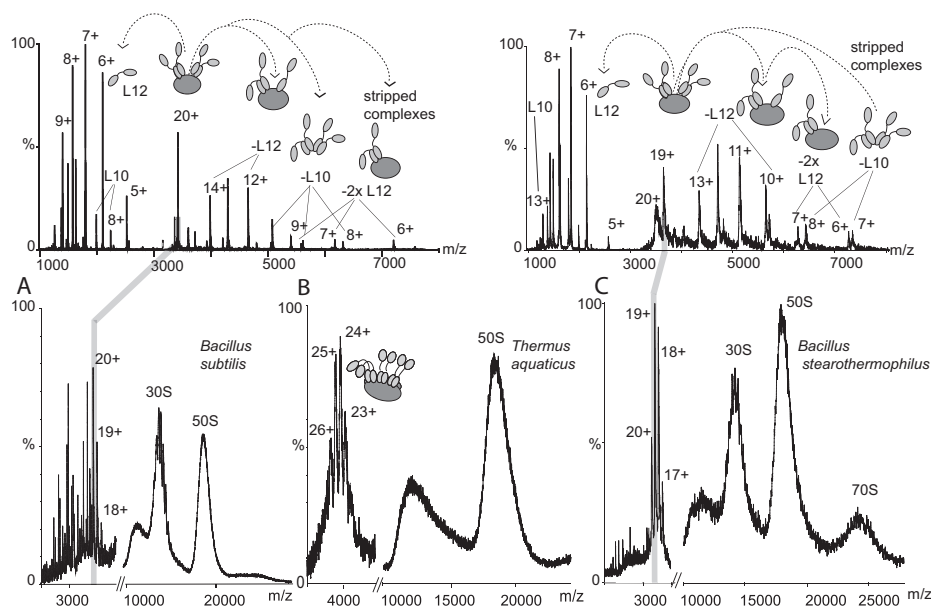 100
%
0
9+
8+
7+
6+
L12
L10
8+
5+
20+
stripped
complexes
14+
-L12
12+
-L10
-2x
L12
9+
7+
8+
6+
1000
3000
5000
7000
m/z
100
%
0
L10
13+
8+
7+
6+
L12
5+
20+
19+
-L12
13+
11+
10+
stripped
complexes
-2x
L12
-L10
7+
8+
6+
7+
1000
3000
5000
7000
m/z
A
100
%
0
20+
19+
18+
30S
50S
Bacillus
subtilis
3000
10000
20000
m/z
B
100
%
0
26+
25+
24+
23+
50S
Thermus
aquaticus
4000
10000
15000
20000
m/z
C
100
%
0
20+
19+
18+
17+
30S
50S
70S
Bacillus
stearothermophilus
3000
10000
15000
20000
25000
m/z